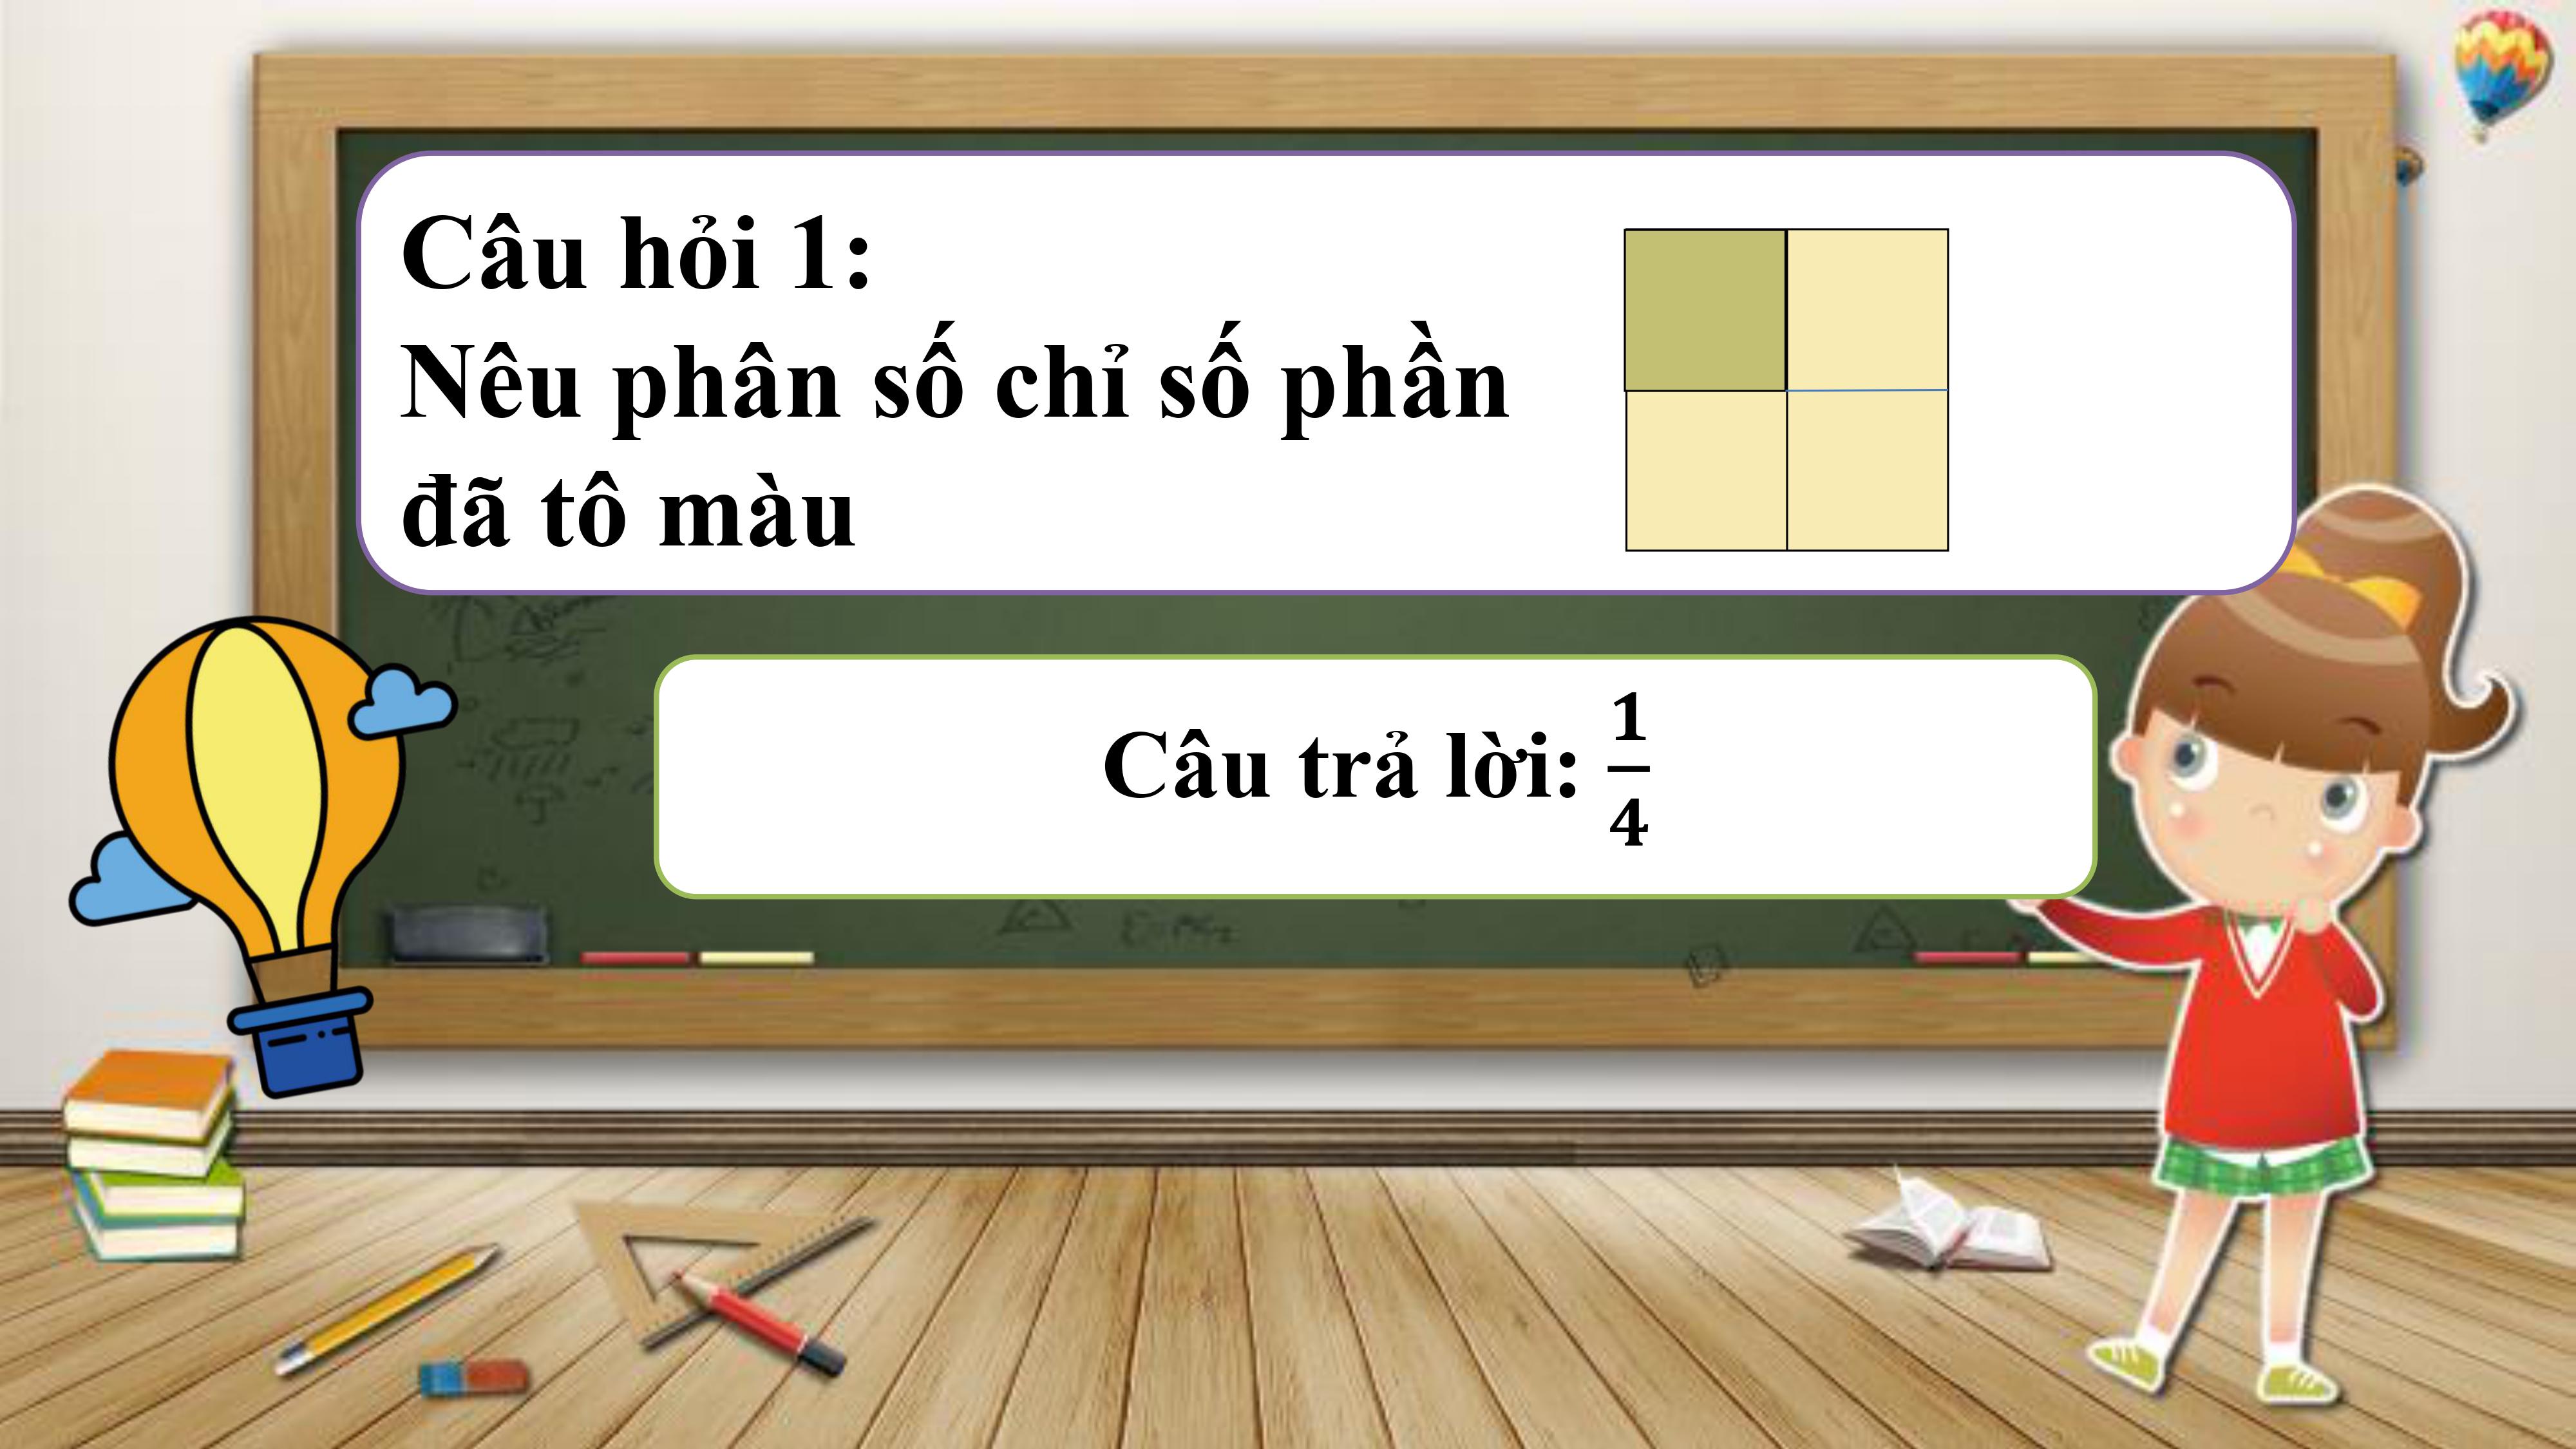 Câu hỏi 1:
Nêu phân số chỉ số phần
đã tô màu
Câu trả lời: 1/4